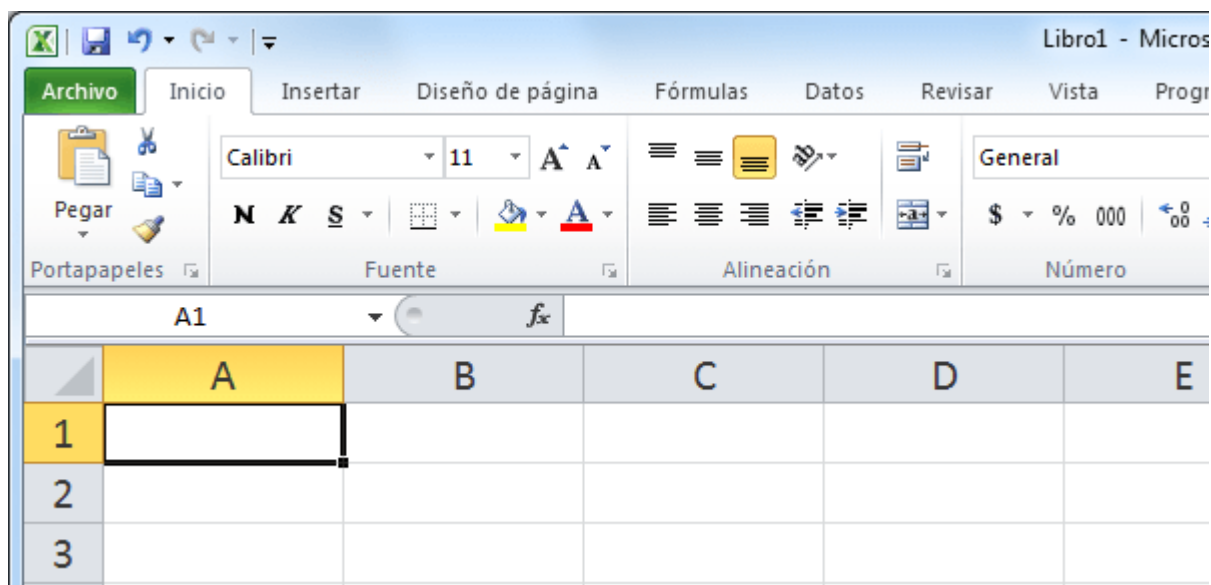 Libro1 - Micros
Archivo Inicio Insertar Diseño de página Fórmulas Datos Revisar Vista Progr
Calibri 11 A A General
Pegar N K S A $ % 000
Portapapeles Fuente Alineación Número
A1 fx
A B C D E
1
2
3